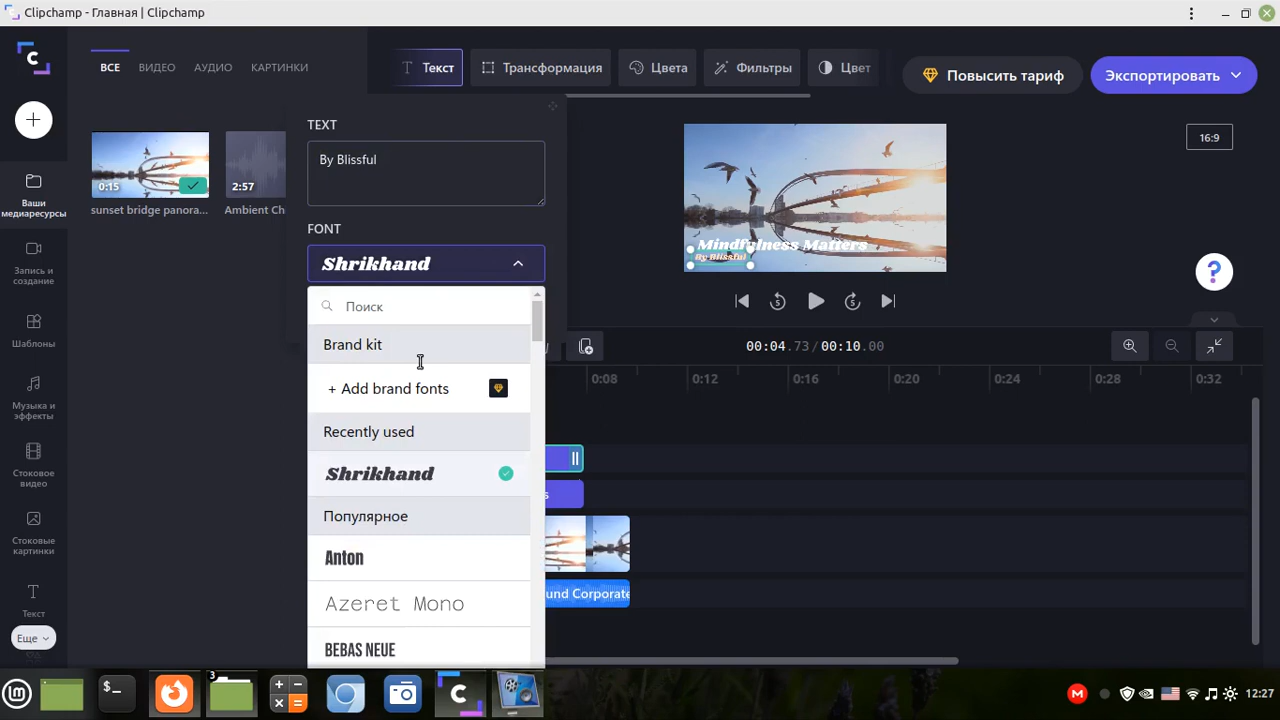 Clipchamp - Главная | Clipchamp
ВСЕ
ВИДЕО
АУДИО
КАРТИНКИ
Текст
Трансформация
Цвета
Фильтры
Цвет
Повысить тариф
Экспортировать
Ваши медиаресурсы
Запись и создание
Шаблоны
Музыка и эффекты
Стоковое видео
Стоковые картинки
Текст
Еще
0:15
sunset bridge panora...
2:57
Ambient Ch
TEXT
By Blissful
FONT
Shrikhand
Поиск
Brand kit
+ Add brand fonts
Recently used
Shrikhand
Популярное
Anton
Azeret Mono
BEBAS NEUE
16:9
Mindfulness Matters
By Blissful
5
5
?
00:04.73 / 00:10.00
0:08
0:12
0:16
0:20
0:24
0:28
0:32
s
und Corporate
3
12:27